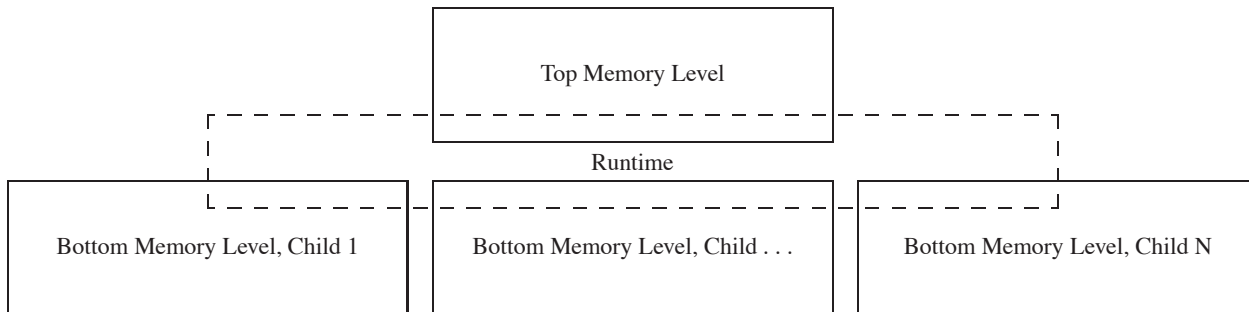 Top Memory Level
Runtime
Bottom Memory Level, Child 1
Bottom Memory Level, Child . . .
Bottom Memory Level, Child N